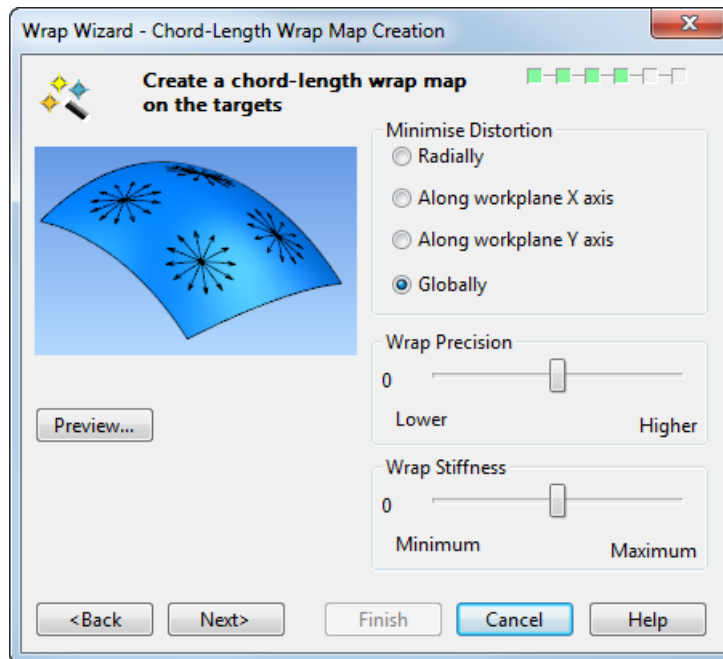 Wrap Wizard - Chord-Length Wrap Map Creation
Create a chord-length wrap map
on the targets
Minimise Distortion
Radially
Along workplane X axis
Along workplane Y axis
Globally
Wrap Precision
0
Lower
Higher
Preview...
Wrap Stiffness
0
Minimum
Maximum
<Back
Next>
Finish
Cancel
Help